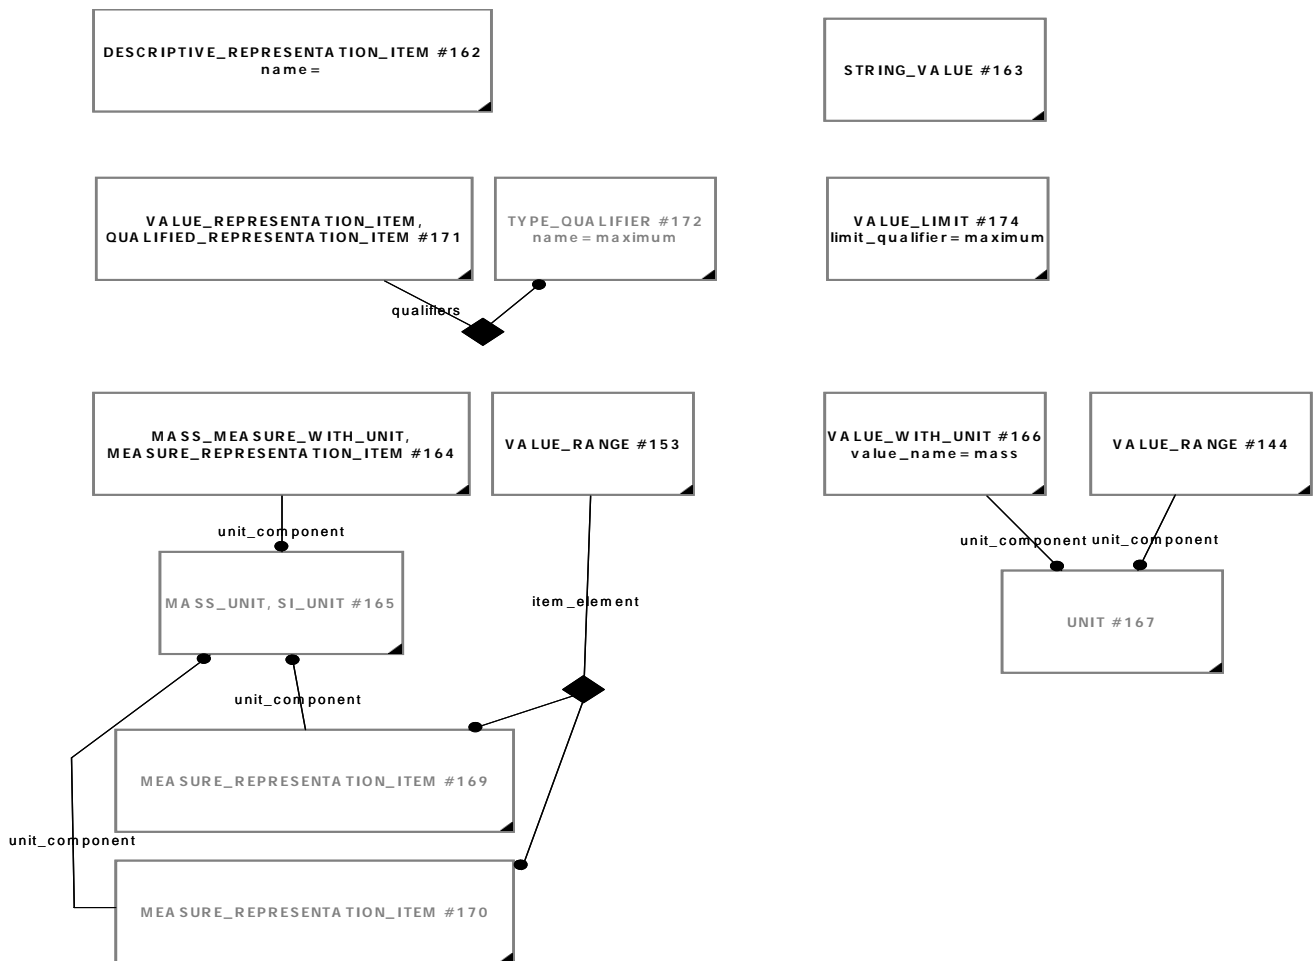 DESCRIPTIVE_REPRESENTATION_ITEM #162
name=
STRING_VALUE #163
VALUE_REPRESENTATION_ITEM,
QUALIFIED_REPRESENTATION_ITEM #171
TYPE_QUALIFIER #172
name=maximum
VALUE_LIMIT #174
limit_qualifier=maximum
qualifiers
MASS_MEASURE_WITH_UNIT,
MEASURE_REPRESENTATION_ITEM #164
VALUE_RANGE #153
VALUE_WITH_UNIT #166
value_name=mass
VALUE_RANGE #144
unit_component
unit_component
unit_component
MASS_UNIT, SI_UNIT #165
item_element
UNIT #167
unit_component
MEASURE_REPRESENTATION_ITEM #169
unit_component
MEASURE_REPRESENTATION_ITEM #170